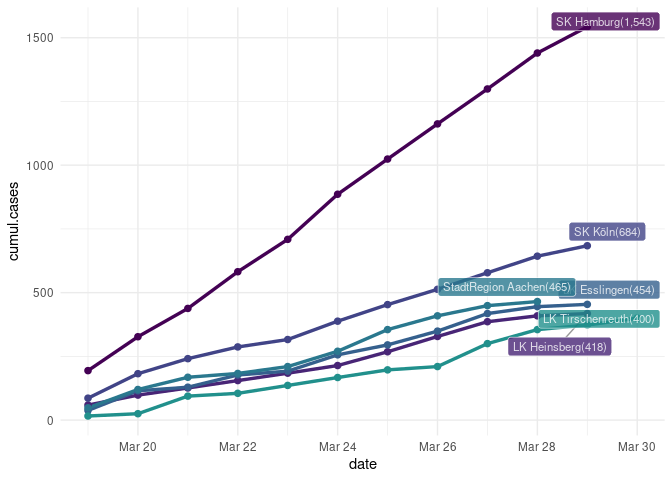 SK Hamburg(1,543)
1500
1000
cumul.cases
SK Köln(684)
StadtRegion Aachen(465)
Esslingen(454)
500
LK Tirschenreuth(400)
LK Heinsberg(418)
0
Mar 20
Mar 22
Mar 24
Mar 26
Mar 28
Mar 30
date